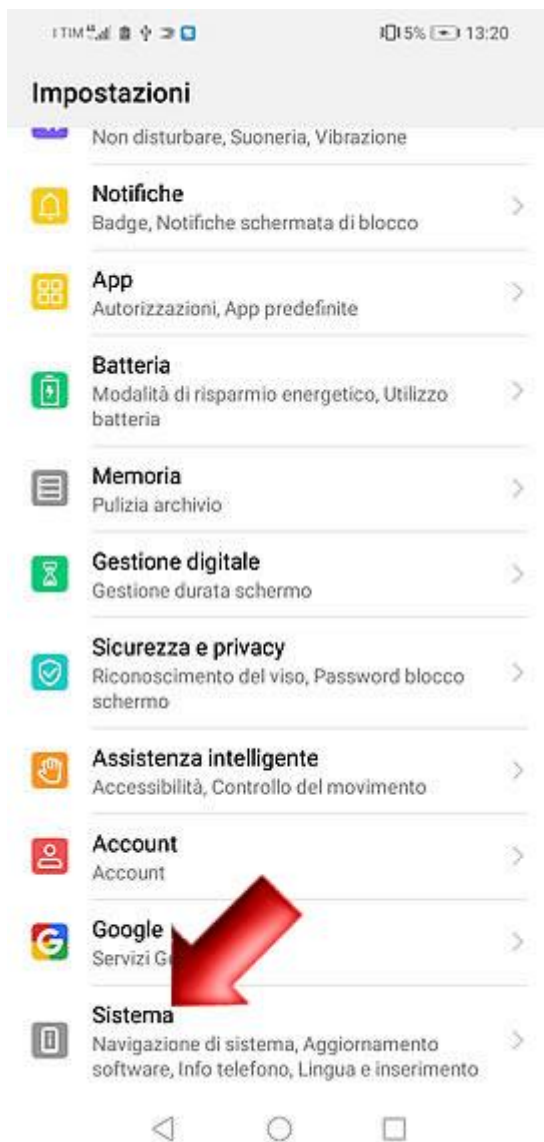 TIM 5% 13:20
Impostazioni
Non disturbare, Suoneria, Vibrazione
Notifiche
Badge, Notifiche schermata di blocco
App
Autorizzazioni, App predefinite
Batteria
Modalità di risparmio energetico, Utilizzo
batteria
Memoria
Pulizia archivio
Gestione digitale
Gestione durata schermo
Sicurezza e privacy
Riconoscimento del viso, Password blocco
schermo
Assistenza intelligente
Accessibilità, Controllo del movimento
Account
Account
Google
Servizi G
Sistema
Navigazione di sistema, Aggiornamento
software, Info telefono, Lingua e inserimento